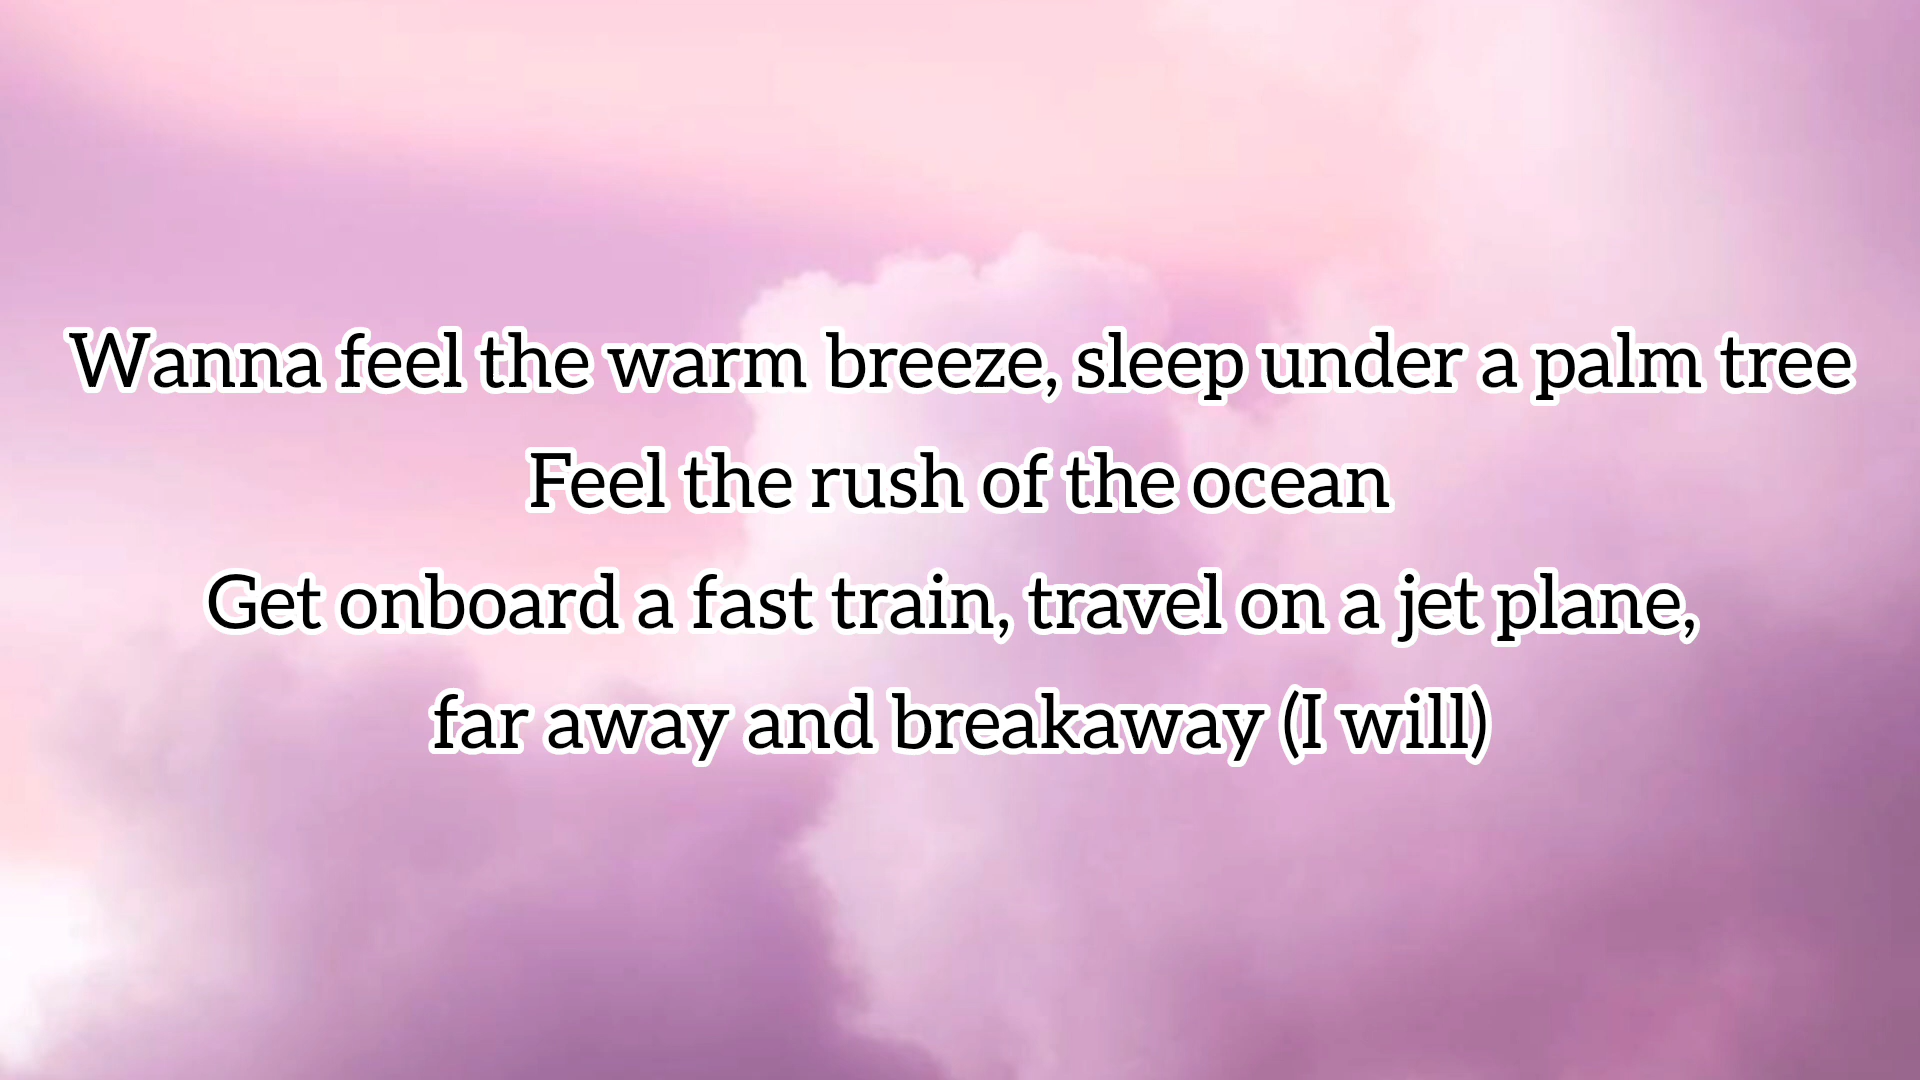 Wanna feel the warm breeze, sleep under a palm tree
Feel the rush of the ocean
Get onboard a fast train, travel on a jet plane,
far away and breakaway (I will)